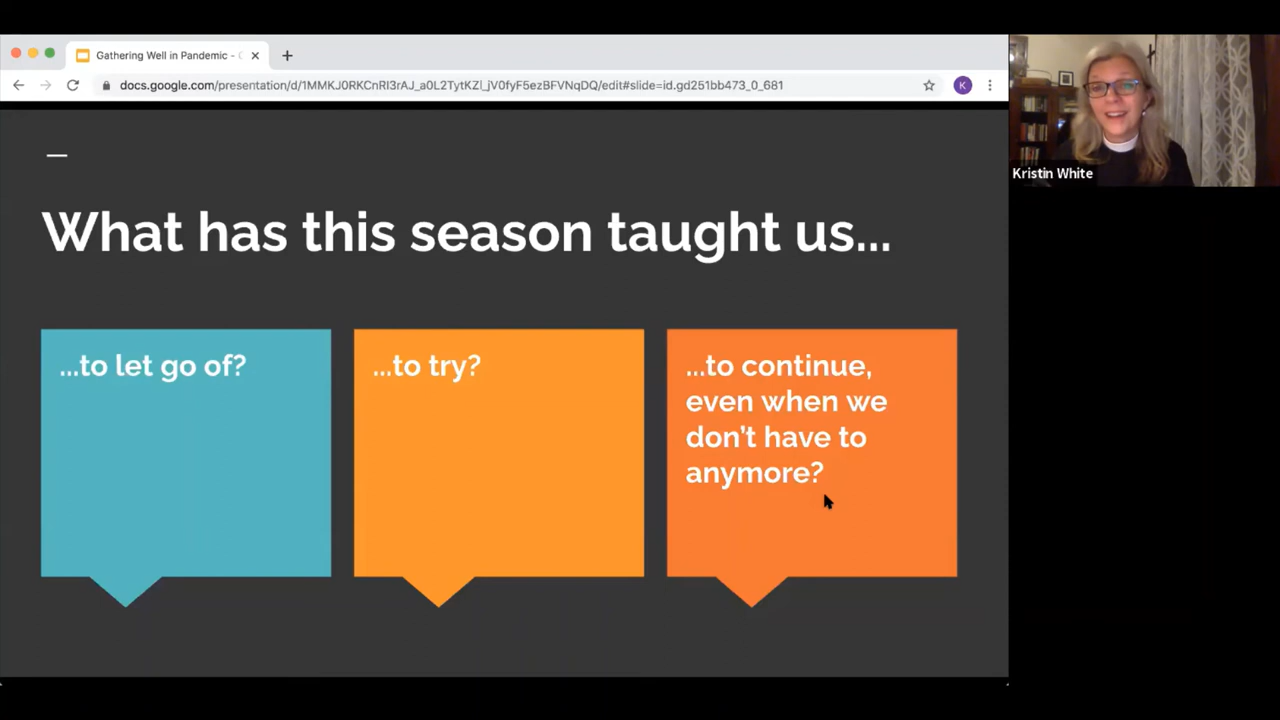 Gathering Well in Pandemic - G
docs.google.com/presentation/d/1MMKJ0RKCnRI3rAJ_a0L2TytKZl_jV0fyF5ezBFVNqDQ/edit#slide=id.gd251bb473_0_681
K
Kristin White
What has this season taught us...
...to let go of?
...to try?
...to continue,
even when we
don't have to
anymore?